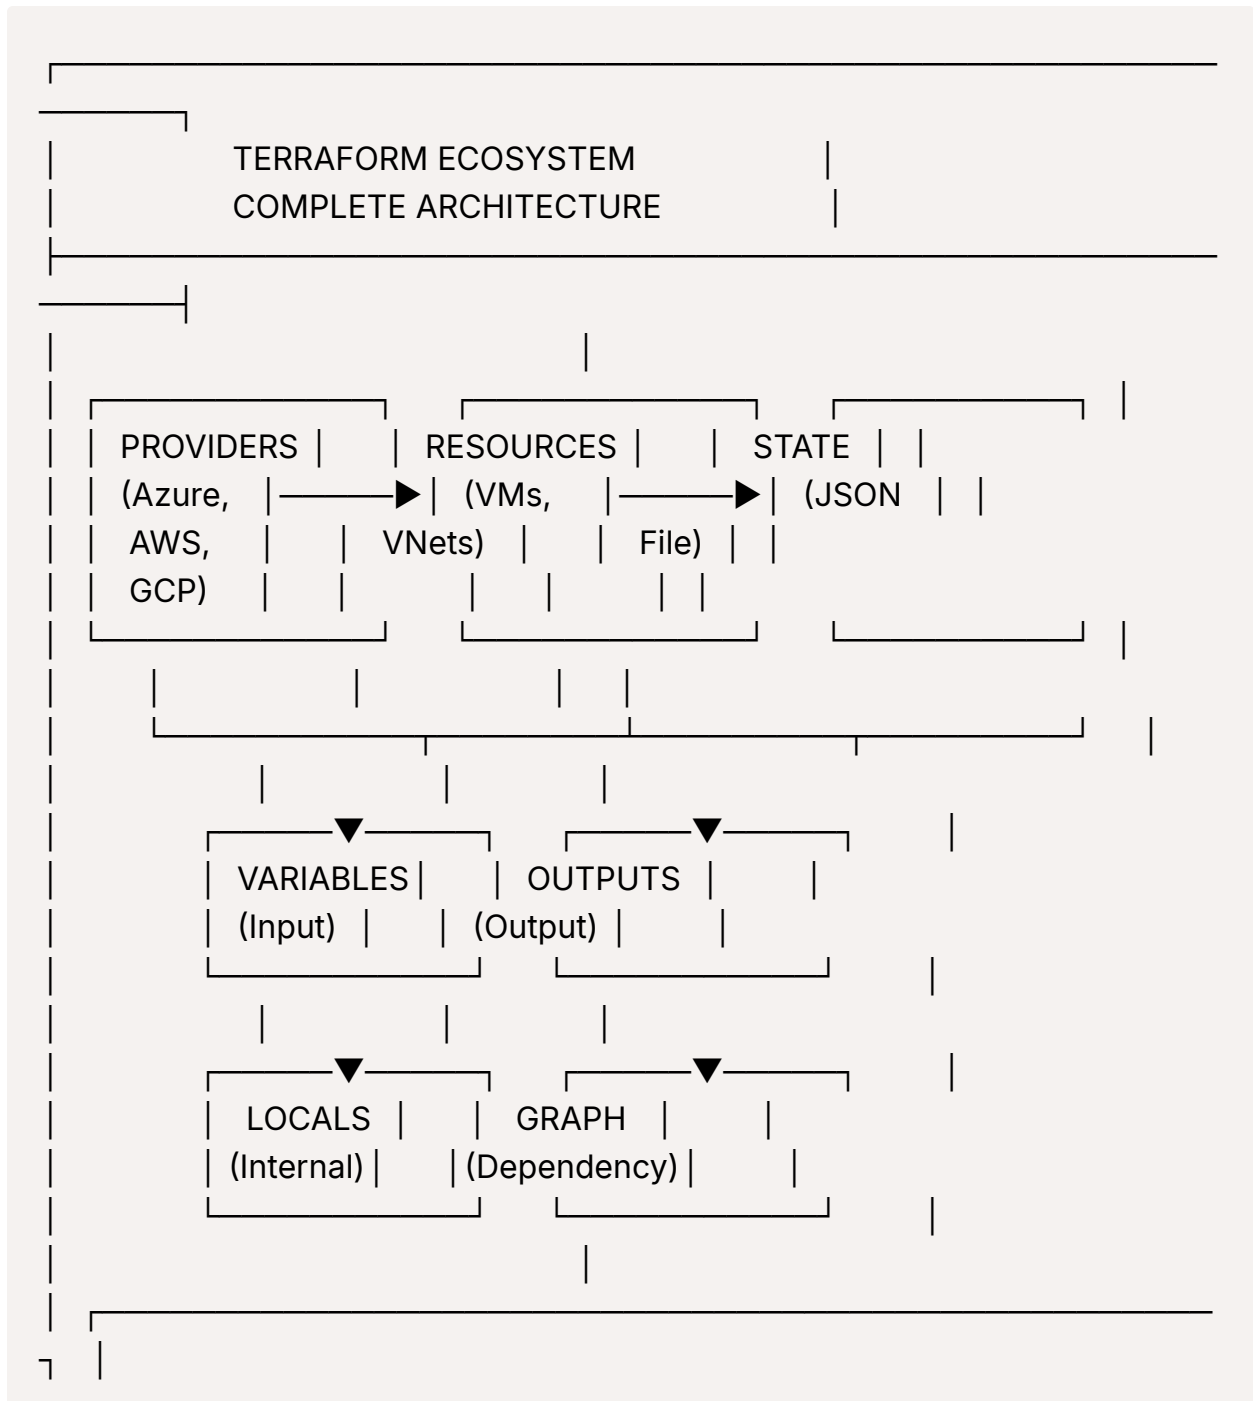 TERRAFORM ECOSYSTEM
COMPLETE ARCHITECTURE
PROVIDERS RESOURCES STATE
(Azure, (VMs, (JSON
AWS, VNets) File)
GCP)
VARIABLES OUTPUTS
(Input) (Output)
LOCALS GRAPH
(Internal) (Dependency)